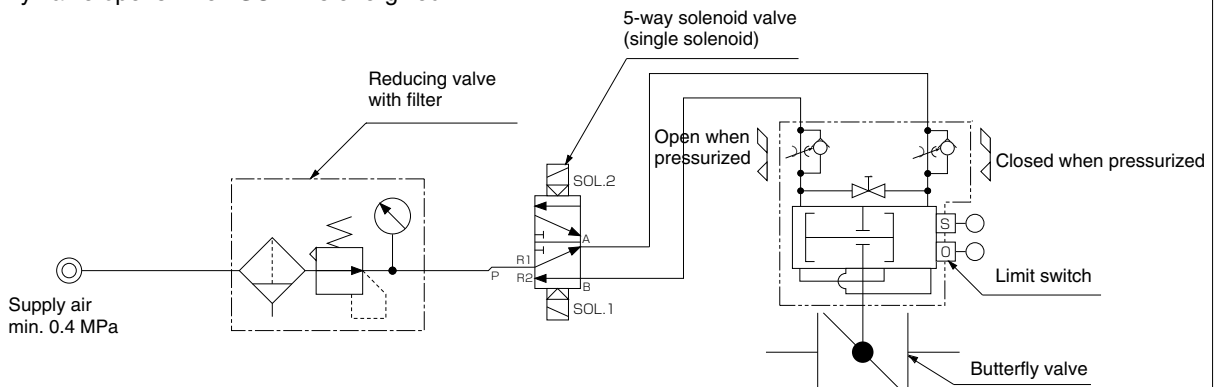 5-way solenoid valve
(single solenoid)
Reducing valve
with filter
Open when
pressurized
Closed when pressurized
SOL.2
A
R1
P
R2
B
SOL.1
S
O
Limit switch
Supply air
min. 0.4 MPa
Butterfly valve